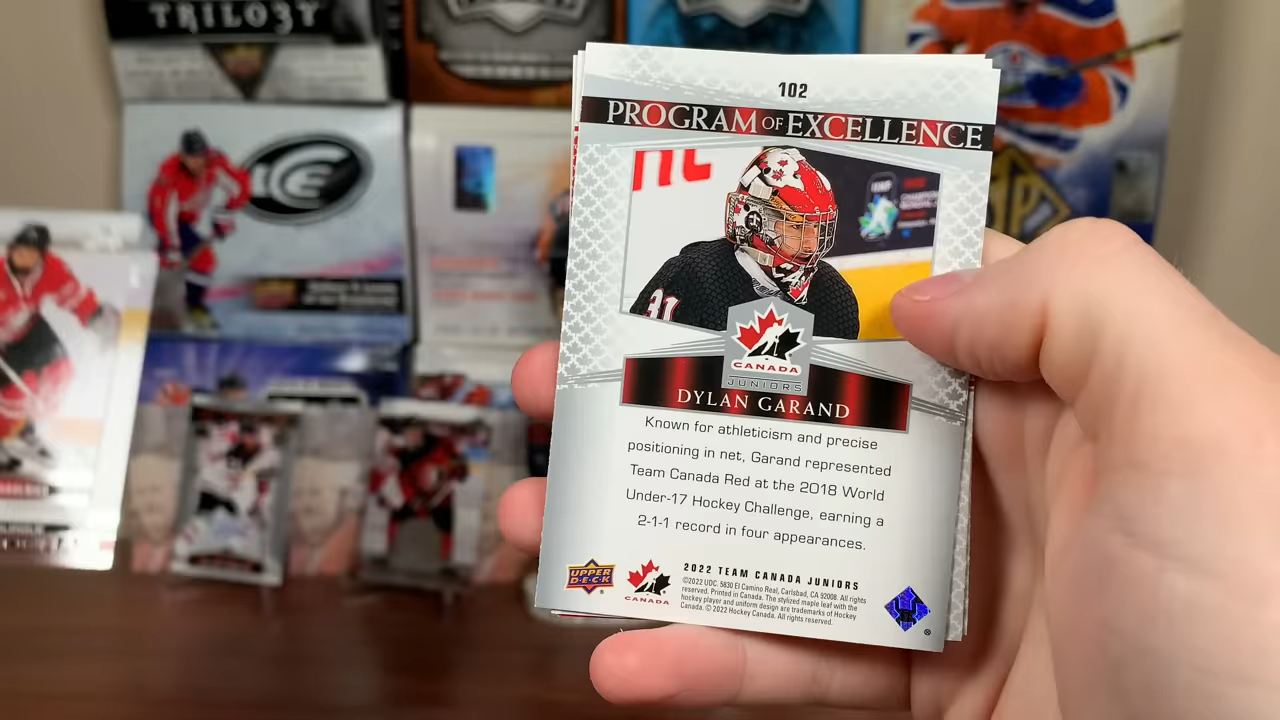 TRILOGY
102
PROGRAM OF EXCELLENCE
31
CANADA
JUNIORS
DYLAN GARAND
Known for athleticism and precise
positioning in net, Garand represented
Team Canada Red at the 2018 World
Under-17 Hockey Challenge, earning a
2-1-1 record in four appearances.
UPPER
DECK
CANADA
2022 TEAM CANADA JUNIORS
©2022 UDC. 5830 El Camino Real, Carlsbad, CA 92008. All rights
reserved. Printed in Canada. The stylized maple leaf with the
hockey player and uniform design are trademarks of Hockey
Canada. © 2022 Hockey Canada. All rights reserved.